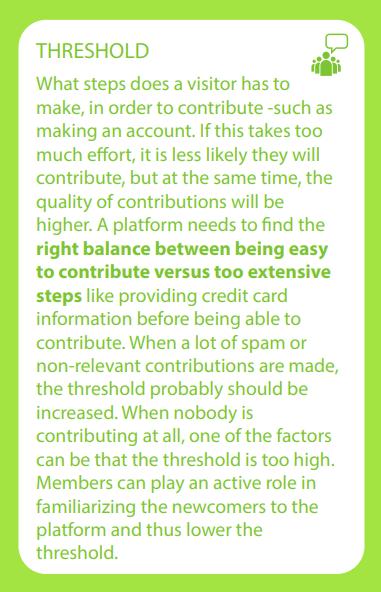 THRESHOLD
What steps does a visitor has to
make, in order to contribute -such as
making an account. If this takes too
much effort, it is less likely they will
contribute, but at the same time, the
quality of contributions will be
higher. A platform needs to find the
right balance between being easy
to contribute versus too extensive
steps like providing credit card
information before being able to
contribute. When a lot of spam or
non-relevant contributions are made,
the threshold probably should be
increased. When nobody is
contributing at all, one of the factors
can be that the threshold is too high.
Members can play an active role in
familiarizing the newcomers to the
platform and thus lower the
threshold.